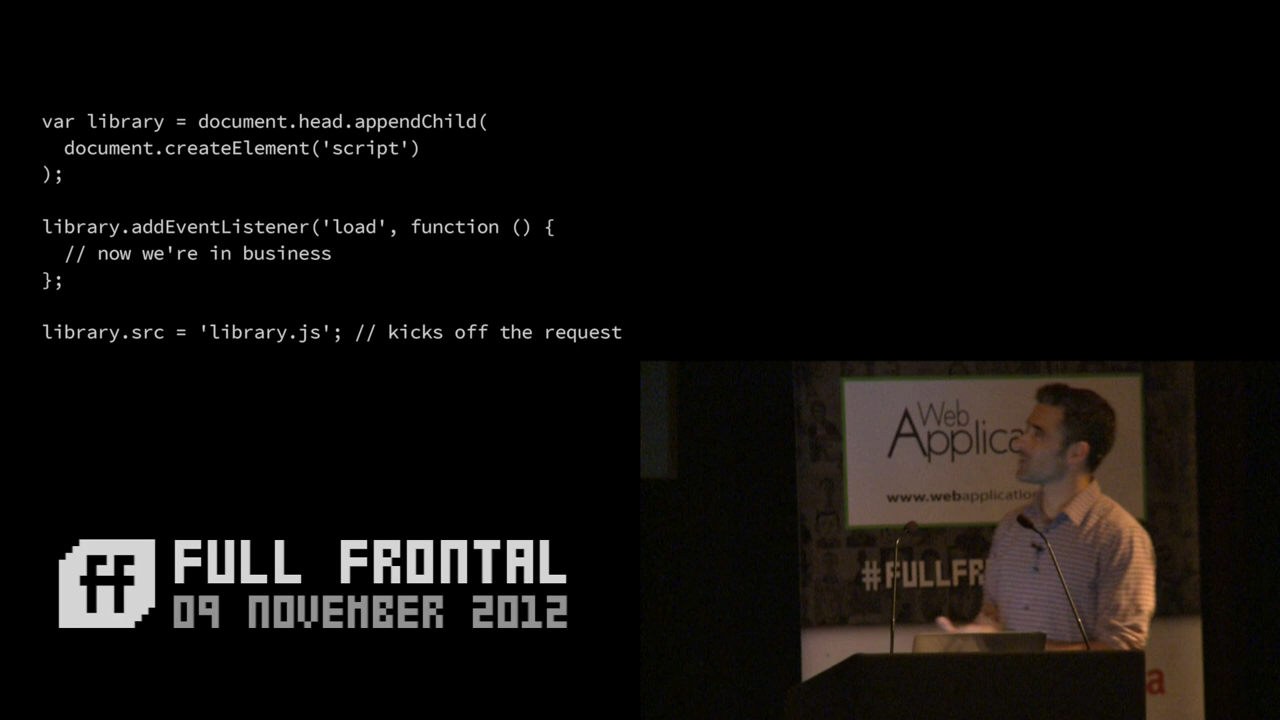 var library = document.head.appendChild(
  document.createElement('script')
);
library.addEventListener('load', function () {
  // now we're in business
};
library.src = 'library.js'; // kicks off the request
ff
FULL FRONTAL
09 NOVEMBER 2012
Web
Applica
www.webapplication
#FULLFR
a